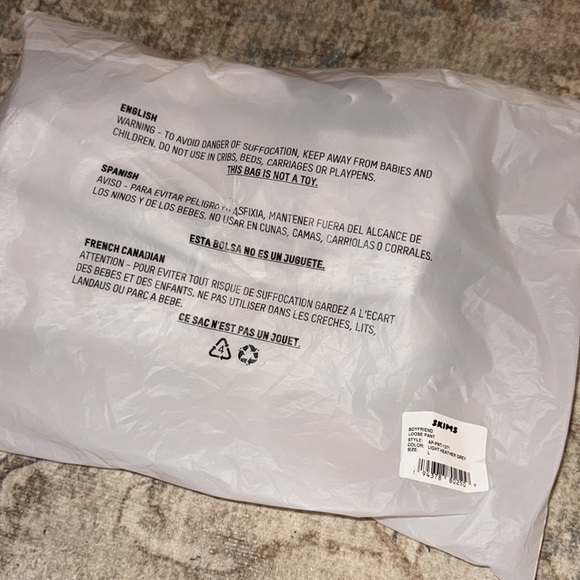 ENGLISH
WARNING - TO AVOID DANGER OF SUFFOCATION, KEEP AWAY FROM BABIES AND
CHILDREN. DO NOT USE IN CRIBS, BEDS, CARRIAGES OR PLAYPENS.
THIS BAG IS NOT A TOY.
SPANISH
AVISO - PARA EVITAR PELIGRO ASFIXIA, MANTENER FUERA DEL ALCANCE DE
LOS NINOS Y DE LOS BEBES. NO USAR EN CUNAS, CAMAS, CARRIOLAS O CORRALES.
ESTA BOLSA NO ES UN JUGUETE.
FRENCH CANADIAN
ATTENTION - POUR EVITER TOUT RISQUE DE SUFFOCATION GARDEZ A L'ECART
DES BEBES ET DES ENFANTS. NE PAS UTILISER DANS LES CRECHES, LITS,
LANDAUS OU PARC A BEBE.
CE SAC N'EST PAS UN JOUET.
4
SKIMS
BOYFRIEND
LOOSE PANT
STYLE: AP-PNT-1371
COLOR: LIGHT HEATHER GREY
SIZE: L